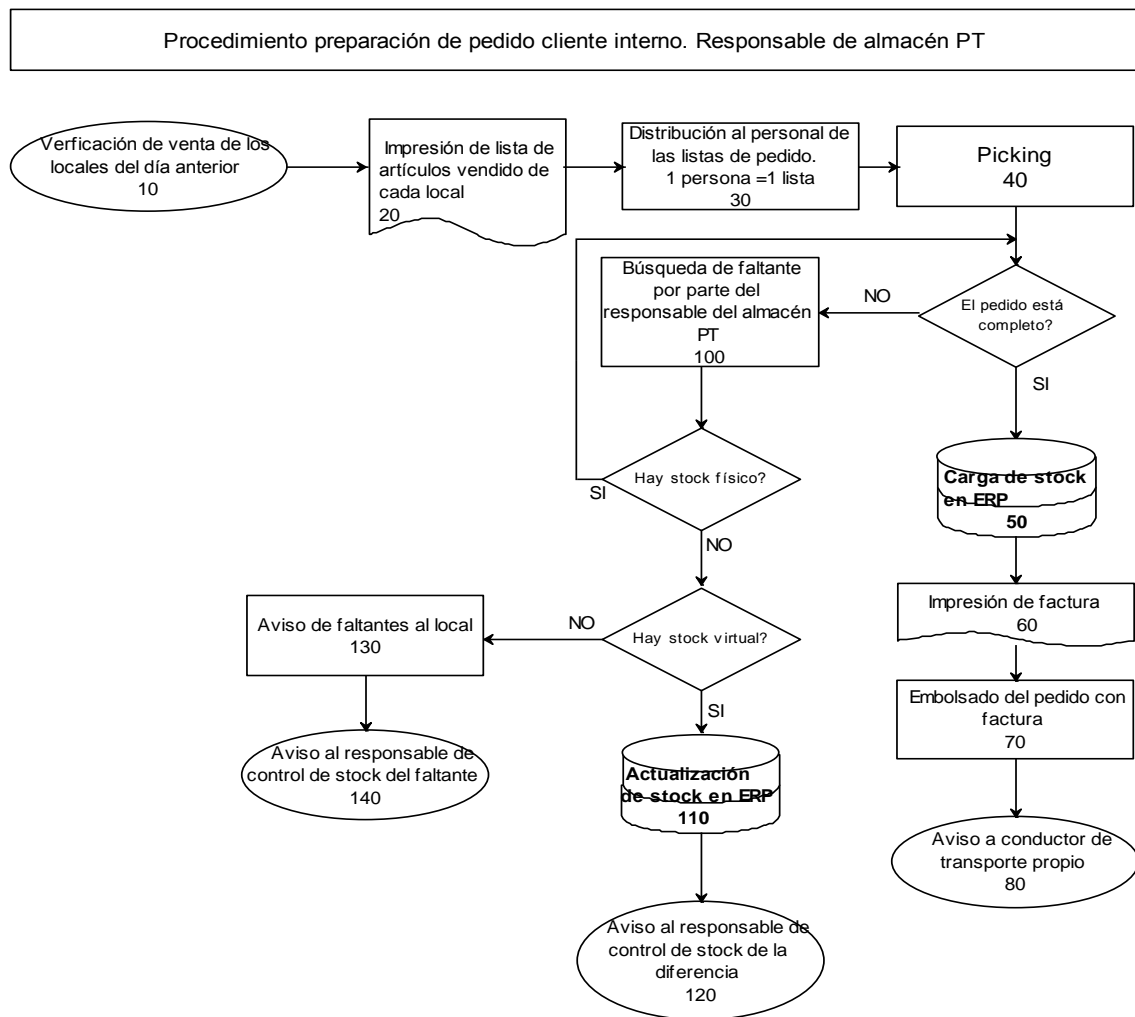 Procedimiento preparación de pedido cliente interno. Responsable de almacén PT
Verficación de venta de los
locales del día anterior
10
Impresión de lista de
artículos vendido de
cada local
20
Distribución al personal de
las listas de pedido.
1 persona =1 lista
30
Picking
40
El pedido está
completo?
NO
SI
Búsqueda de faltante
por parte del
responsable del almacén
PT
100
Hay stock físico?
SI
NO
Carga de stock
en ERP
50
Impresión de factura
60
Embolsado del pedido con
factura
70
Aviso a conductor de
transporte propio
80
Hay stock virtual?
NO
SI
Aviso de faltantes al local
130
Aviso al responsable de
control de stock del faltante
140
Actualización
de stock en ERP
110
Aviso al responsable de
control de stock de la
diferencia
120